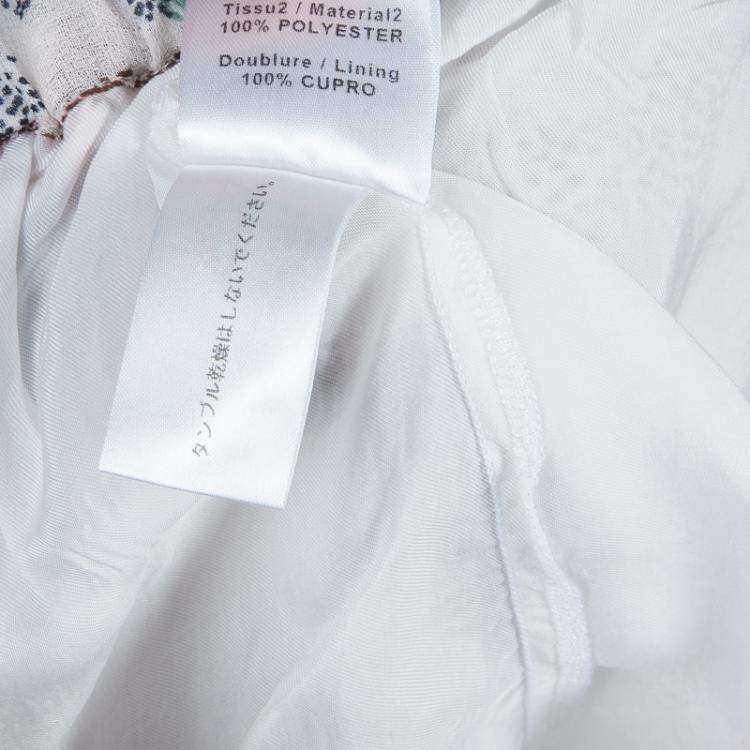 Tissu2 / Material2
100% POLYESTER
Doublure / Lining
100% CUPRO
タンブル乾燥はしないでください。